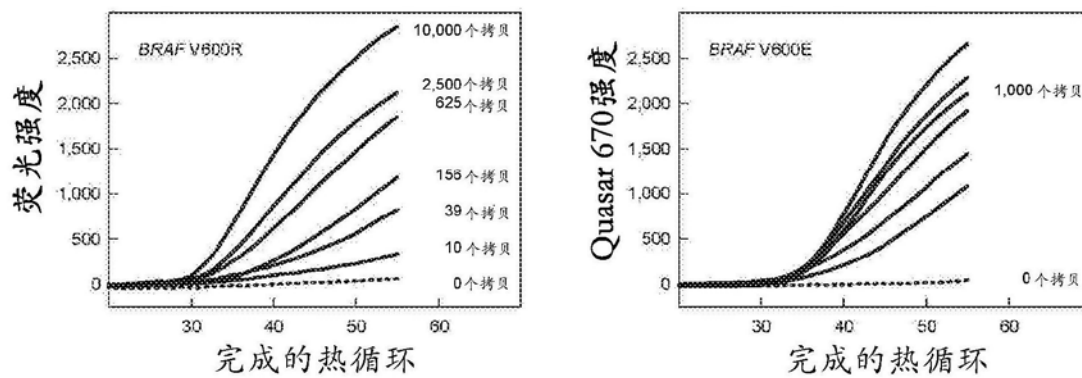 荧光强度
BRAF V600R
2,500
2,000
1,500
1,000
500
0
30
40
50
60
完成的热循环
10,000个拷贝
2,500个拷贝
625个拷贝
156个拷贝
39个拷贝
10个拷贝
0个拷贝
Quasar 670强度
BRAF V600E
2,500
2,000
1,500
1,000
500
0
30
40
50
60
完成的热循环
1,000个拷贝
0个拷贝